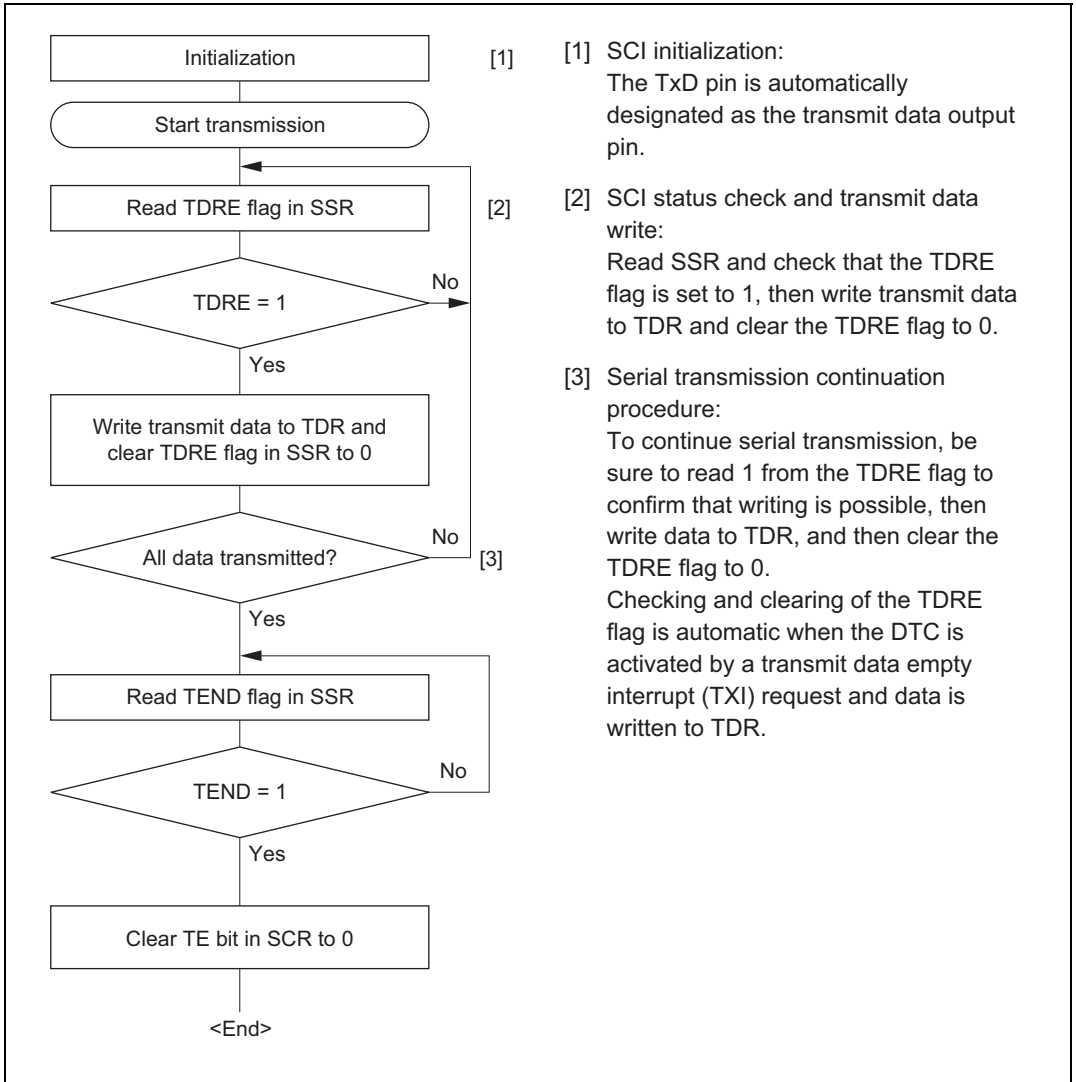 Initialization
[1]
Start transmission
Read TDRE flag in SSR
[2]
TDRE = 1
No
Yes
Write transmit data to TDR and
clear TDRE flag in SSR to 0
All data transmitted?
No
[3]
Yes
Read TEND flag in SSR
TEND = 1
No
Yes
Clear TE bit in SCR to 0
<End>
[1] SCI initialization:
The TxD pin is automatically
designated as the transmit data output
pin.
[2] SCI status check and transmit data
write:
Read SSR and check that the TDRE
flag is set to 1, then write transmit data
to TDR and clear the TDRE flag to 0.
[3] Serial transmission continuation
procedure:
To continue serial transmission, be
sure to read 1 from the TDRE flag to
confirm that writing is possible, then
write data to TDR, and then clear the
TDRE flag to 0.
Checking and clearing of the TDRE
flag is automatic when the DTC is
activated by a transmit data empty
interrupt (TXI) request and data is
written to TDR.